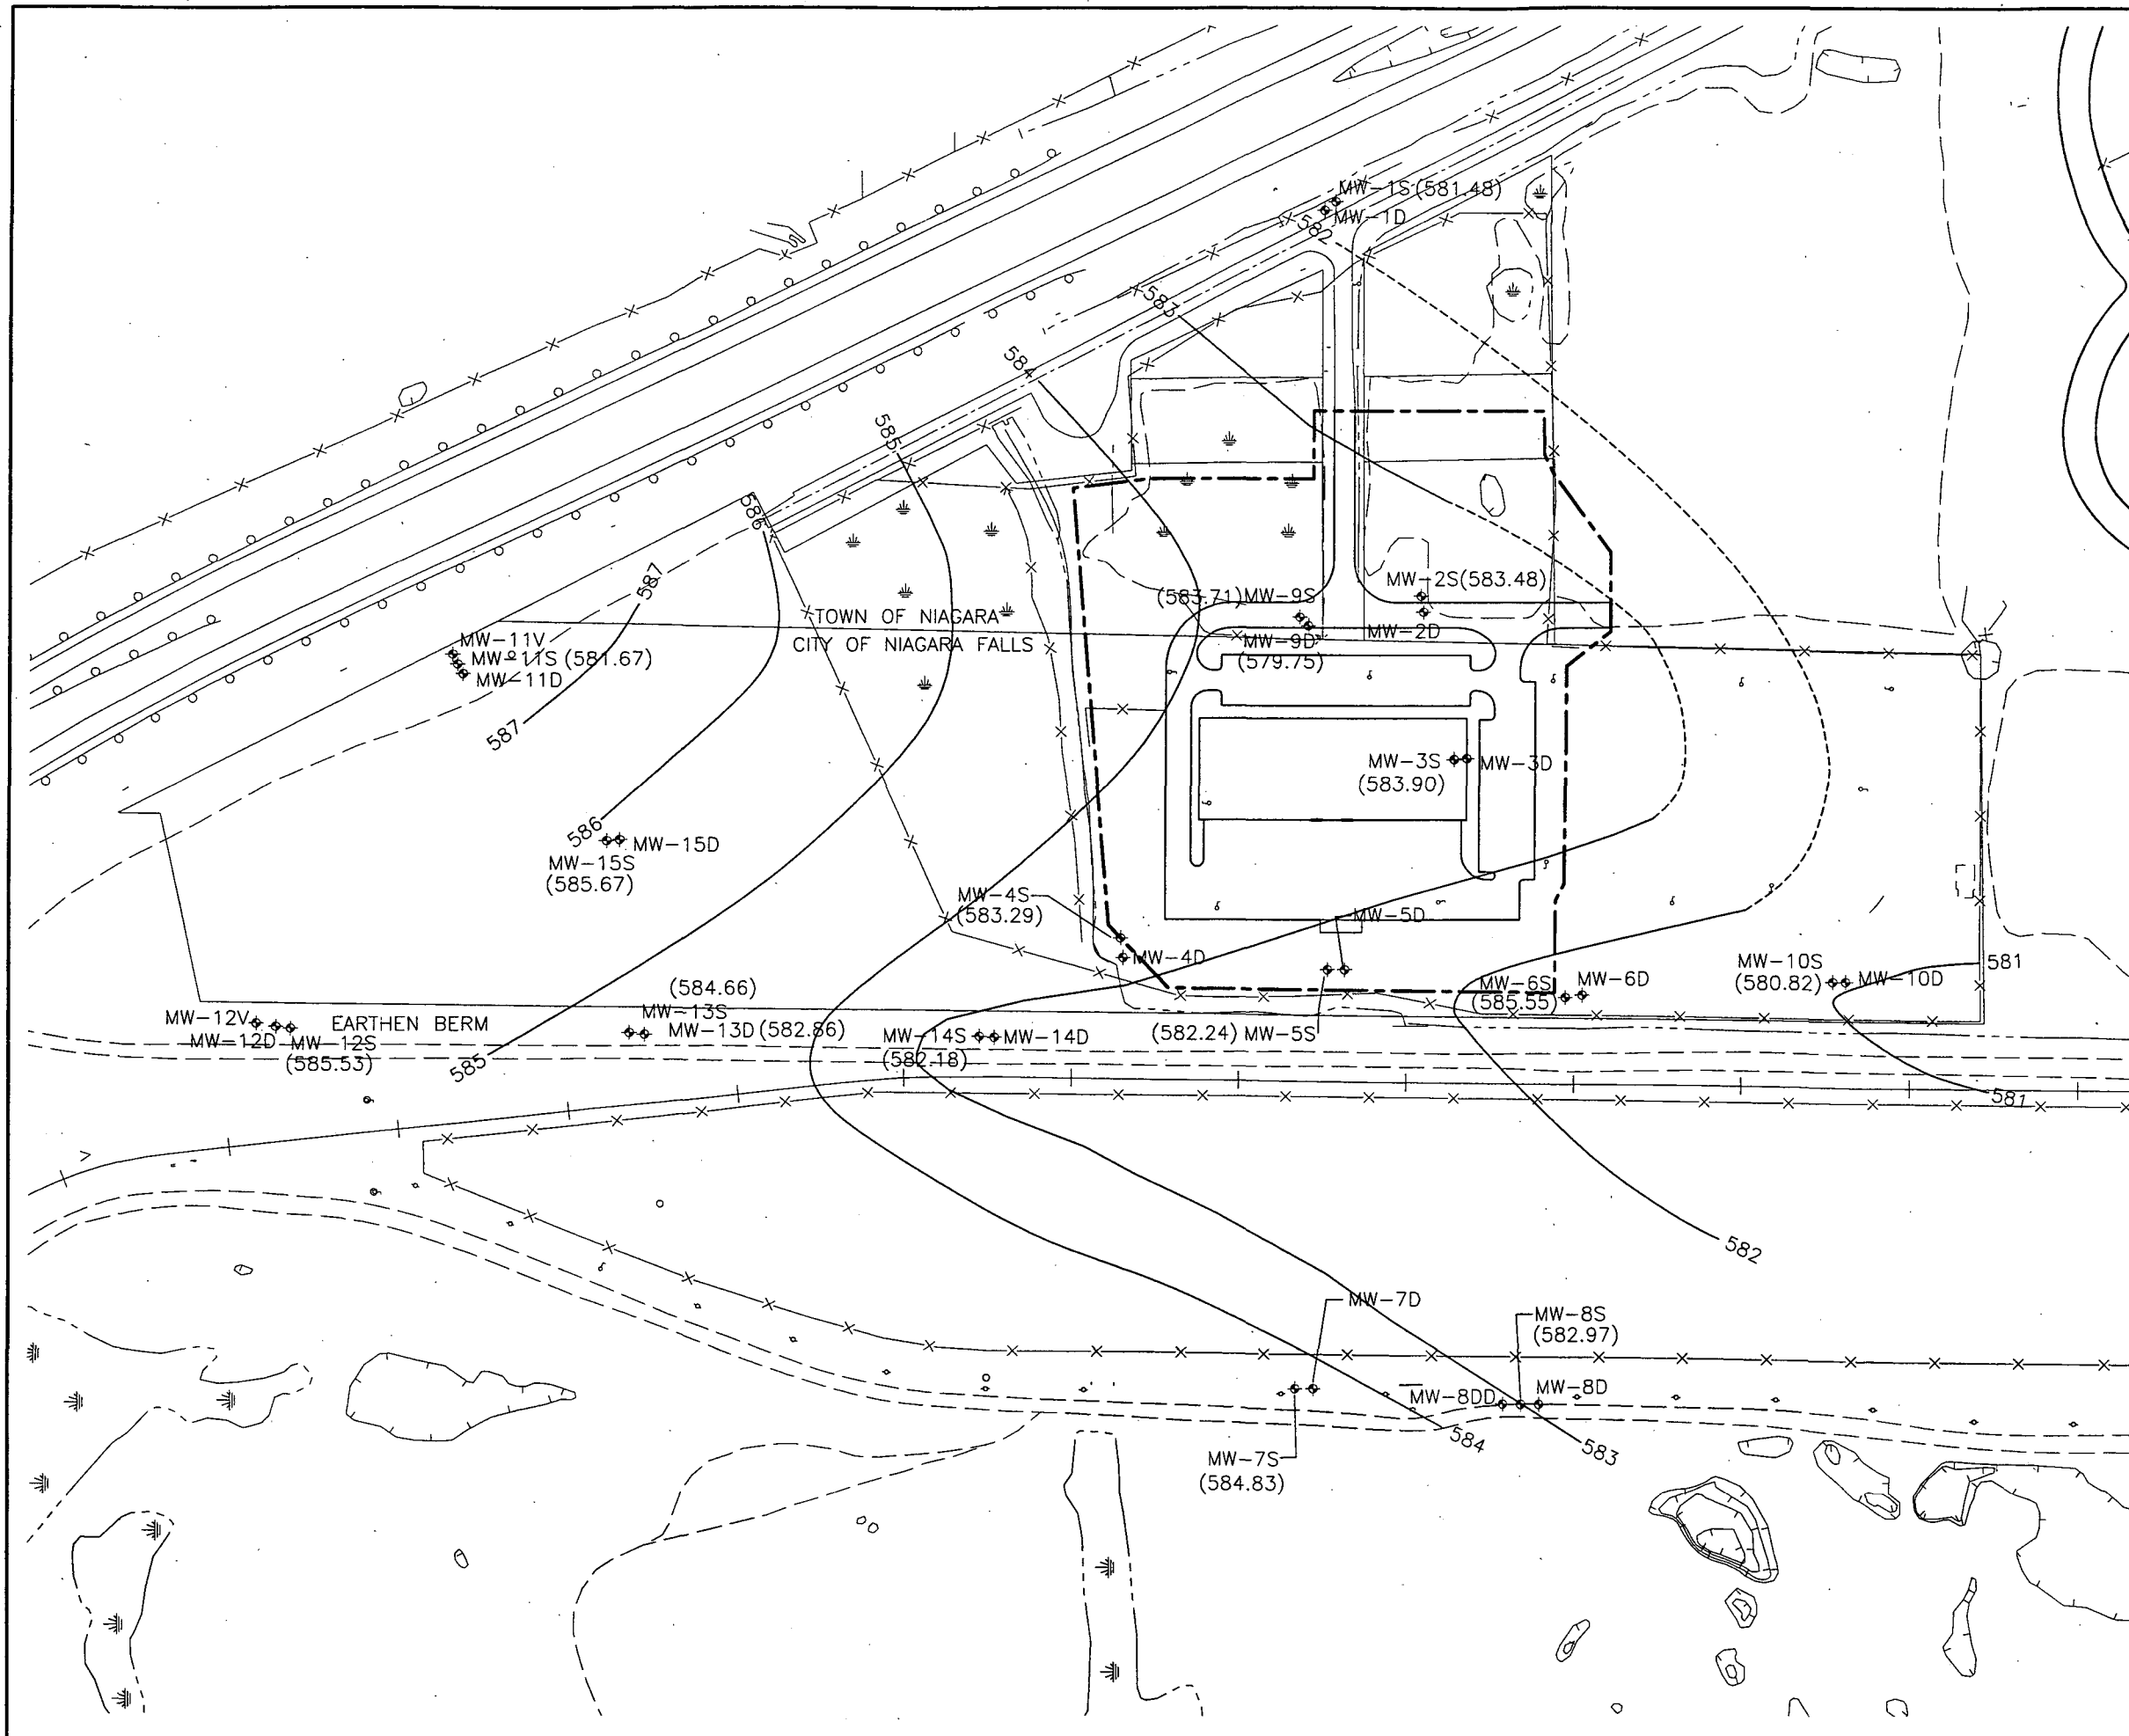 MW-1S (581.48)
MW-1D
582
583
584
585
586
587
MW-2S(583.48)
(583.71) MW-9S
TOWN OF NIAGARA
MW-2D
MW-11V
CITY OF NIAGARA FALLS
MW-9D
(579.75)
MW-11S (581.67)
MW-11D
587
MW-3S
MW-3D
(583.90)
586
MW-15D
MW-15S
(585.67)
MW-4S
(583.29)
MW-5D
MW-4D
MW-10S
(580.82)
MW-10D
581
MW-6S
(585.55)
MW-6D
(584.66)
MW-13S
MW-12V
EARTHEN BERM
MW-13D (582.86)
MW-14S
MW-14D
(582.24) MW-5S
MW-12D
MW-12S
(585.53)
(582.18)
585
581
582
MW-7D
MW-8S
(582.97)
MW-8DD
MW-8D
584
583
MW-7S
(584.83)